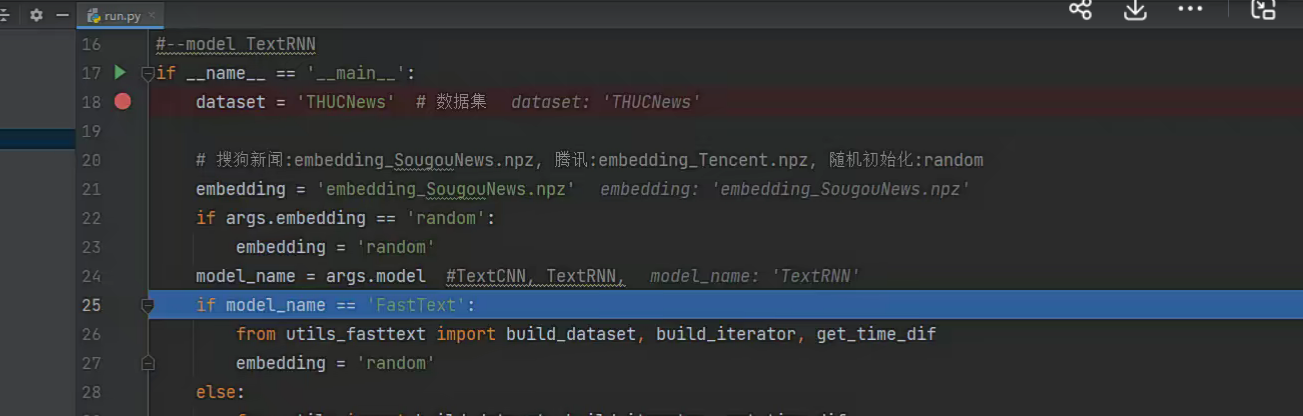 run.py
16 #--model TextRNN
17 if __name__ == '__main__':
18 dataset = 'THUCNews' # 数据集 dataset: 'THUCNews'
19
20 # 搜狗新闻:embedding_SougouNews.npz, 腾讯:embedding_Tencent.npz, 随机初始化:random
21 embedding = 'embedding_SougouNews.npz' embedding: 'embedding_SougouNews.npz'
22 if args.embedding == 'random':
23 embedding = 'random'
24 model_name = args.model #TextCNN, TextRNN, model_name: 'TextRNN'
25 if model_name == 'FastText':
26 from utils_fasttext import build_dataset, build_iterator, get_time_dif
27 embedding = 'random'
28 else: